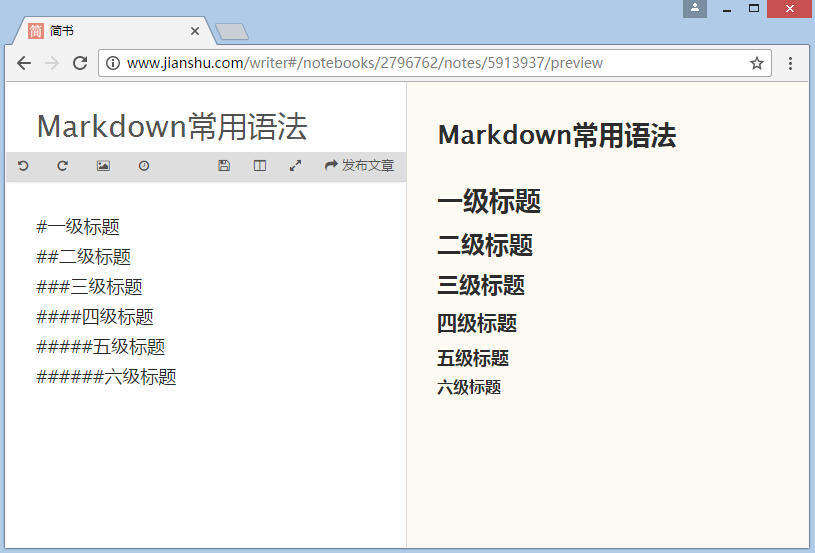 简 简书
www.jianshu.com/writer#/notebooks/2796762/notes/5913937/preview
Markdown常用语法
发布文章
#一级标题
##二级标题
###三级标题
####四级标题
#####五级标题
######六级标题
Markdown常用语法
一级标题
二级标题
三级标题
四级标题
五级标题
六级标题